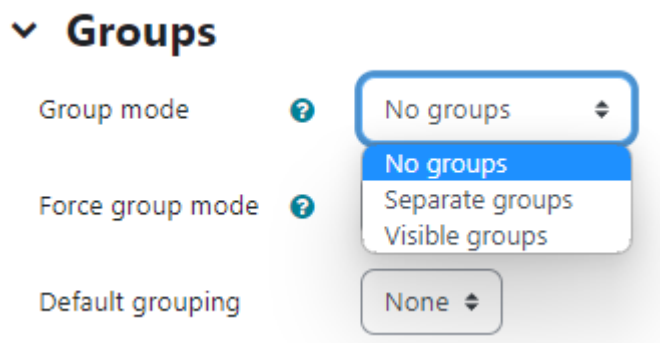 Groups
Group mode No groups
No groups
Separate groups
Force group mode
Visible groups
Default grouping None